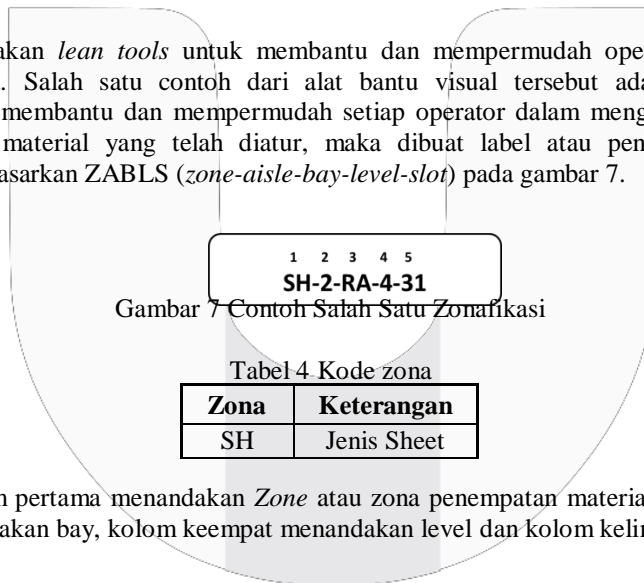 akan lean tools untuk membantu dan mempermudah ope
. Salah satu contoh dari alat bantu visual tersebut ada
membantu dan mempermudah setiap operator dalam meng
material yang telah diatur, maka dibuat label atau pen
asarkan ZABLS (zone-aisle-bay-level-slot) pada gambar 7.
1 2 3 4 5
SH-2-RA-4-31
Gambar 7 Contoh Salah Satu Zonafikasi
Tabel 4 Kode zona
Zona Keterangan
SH Jenis Sheet
n pertama menandakan Zone atau zona penempatan materia
akan bay, kolom keempat menandakan level dan kolom kelin